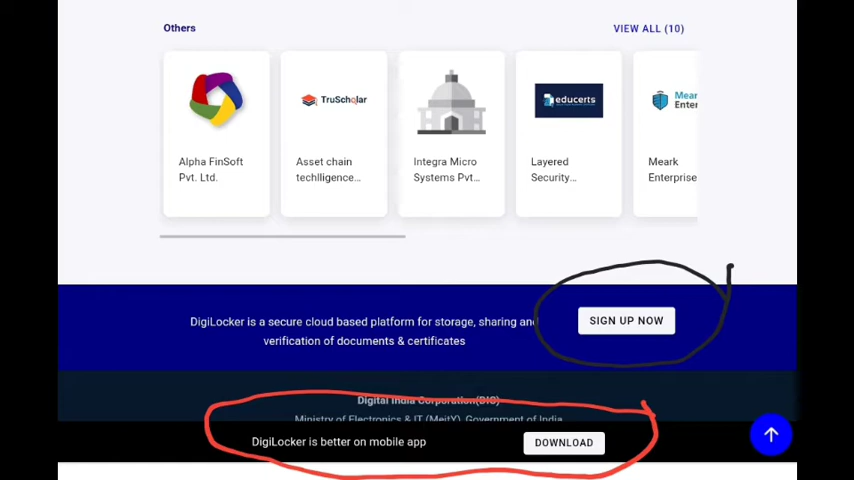 Others
VIEW ALL (10)
TruScholar
educerts
Mear
Enter
Alpha FinSoft
Pvt. Ltd.
Asset chain
techlligence...
Integra Micro
Systems Pvt...
Layered
Security...
Meark
Enterprise
DigiLocker is a secure cloud based platform for storage, sharing and
verification of documents & certificates
SIGN UP NOW
Digital India Corporation(DIC)
Ministry of Electronics & IT (MeitY), Government of India
DigiLocker is better on mobile app
DOWNLOAD